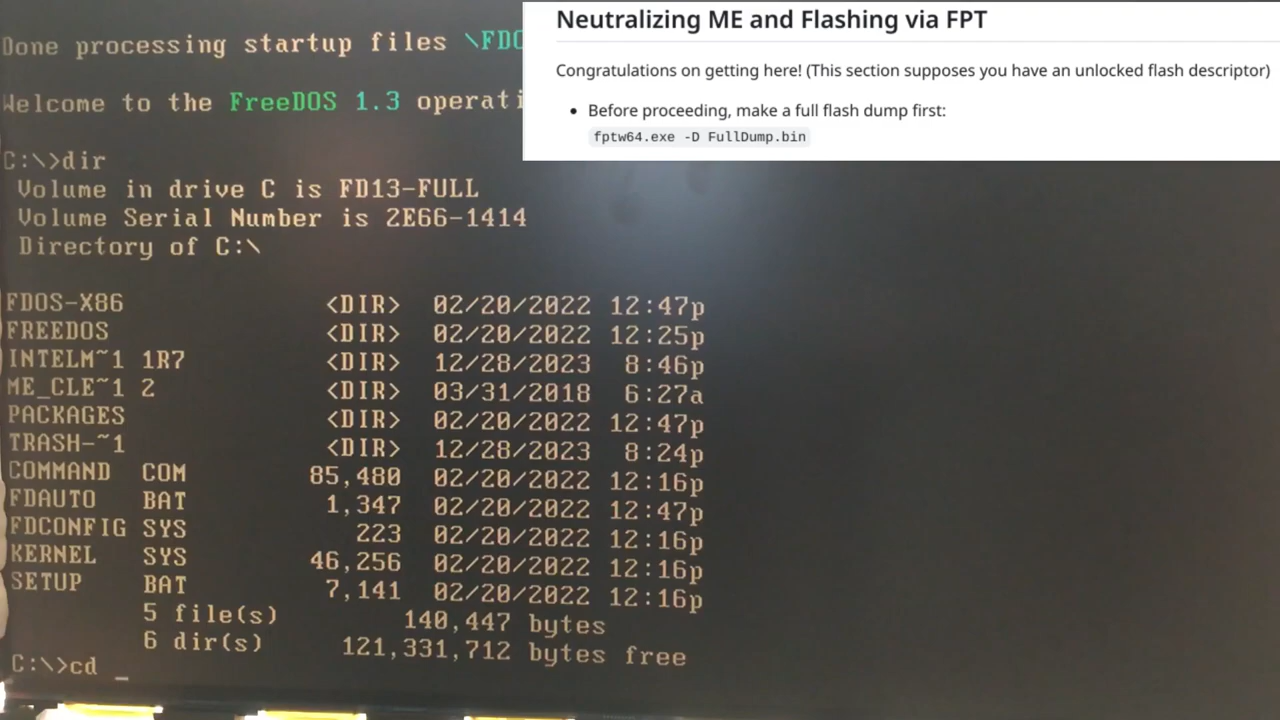 Done processing startup files \FDC
Welcome to the FreeDOS 1.3 operati
C:\>dir
Volume in drive C is FD13-FULL
Volume Serial Number is 2E66-1414
Directory of C:\
FDOS-X86 <DIR> 02/20/2022 12:47p
FREEDOS <DIR> 02/20/2022 12:25p
INTELM~1 1R7 <DIR> 12/28/2023 8:46p
ME_CLE~1 2 <DIR> 03/31/2018 6:27a
PACKAGES <DIR> 02/20/2022 12:47p
TRASH-~1 <DIR> 12/28/2023 8:24p
COMMAND COM 85,480 02/20/2022 12:16p
FDAUTO BAT 1,347 02/20/2022 12:47p
FDCONFIG SYS 223 02/20/2022 12:16p
KERNEL SYS 46,256 02/20/2022 12:16p
SETUP BAT 7,141 02/20/2022 12:16p
5 file(s) 140,447 bytes
6 dir(s) 121,331,712 bytes free
C:\>cd _
Neutralizing ME and Flashing via FPT
Congratulations on getting here! (This section supposes you have an unlocked flash descriptor)
• Before proceeding, make a full flash dump first:
fptw64.exe -D FullDump.bin